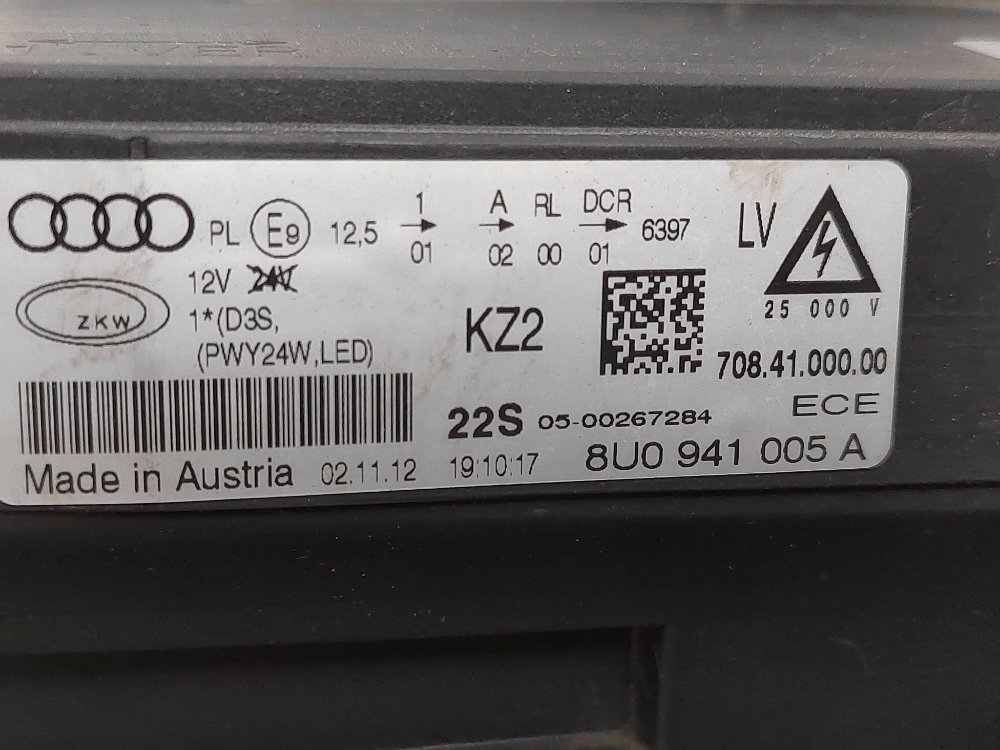 PL E9 12,5 1 A RL DCR 6397 LV
01 02 00 01
12V 24V
25 000 V
ZKW 1*(D3S,
KZ2
(PWY24W,LED)
708.41.000.00
22S 05-00267284 ECE
Made in Austria 02.11.12 19:10:17 8U0 941 005 A